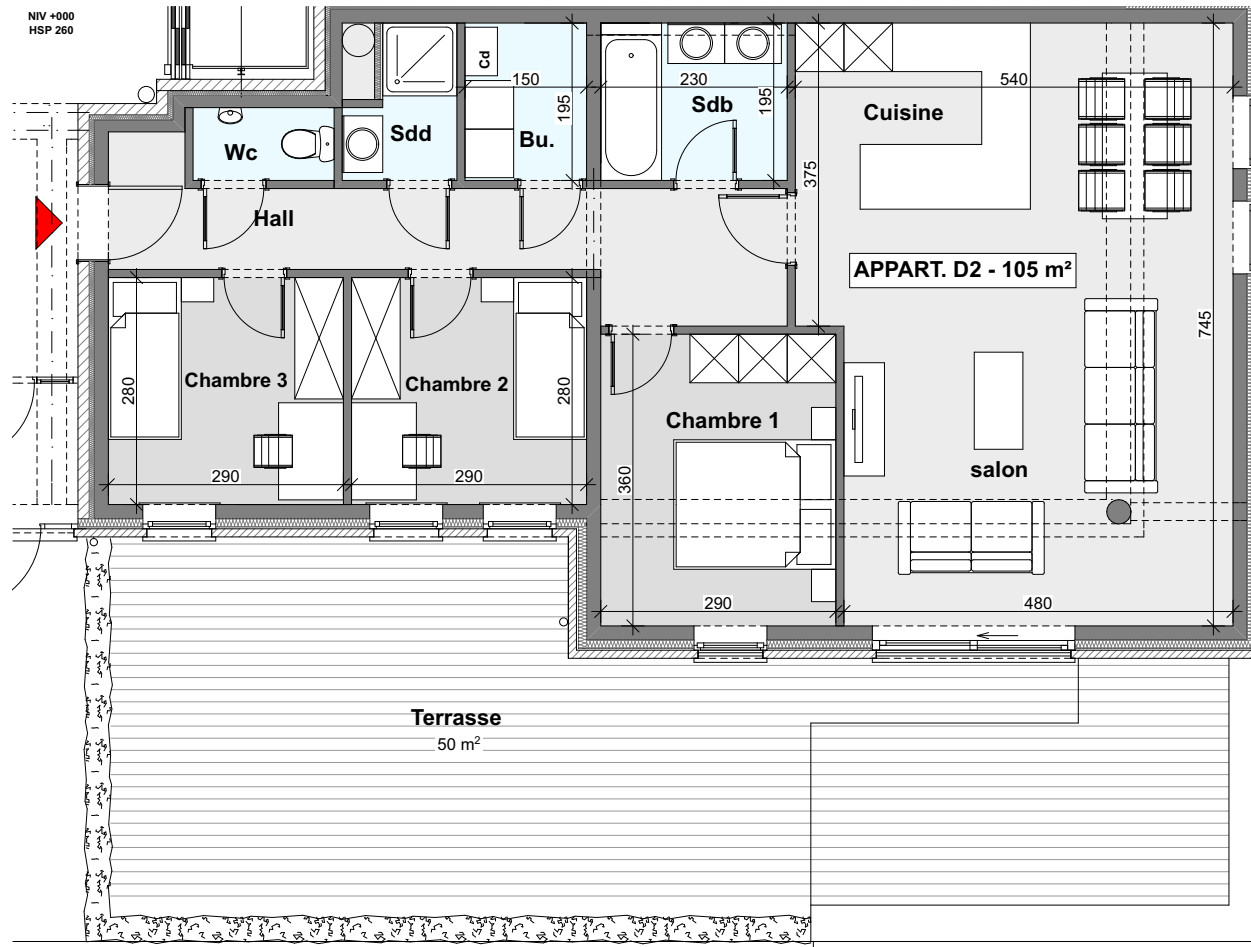 NIV +000
HSP 260
Cd
150
195
230
195
540
Sdb
Cuisine
Sdd
Bu.
Wc
375
Hall
APPART. D2 - 105 m²
745
280
Chambre 3
Chambre 2
280
Chambre 1
salon
290
290
360
290
480
Terrasse
50 m²